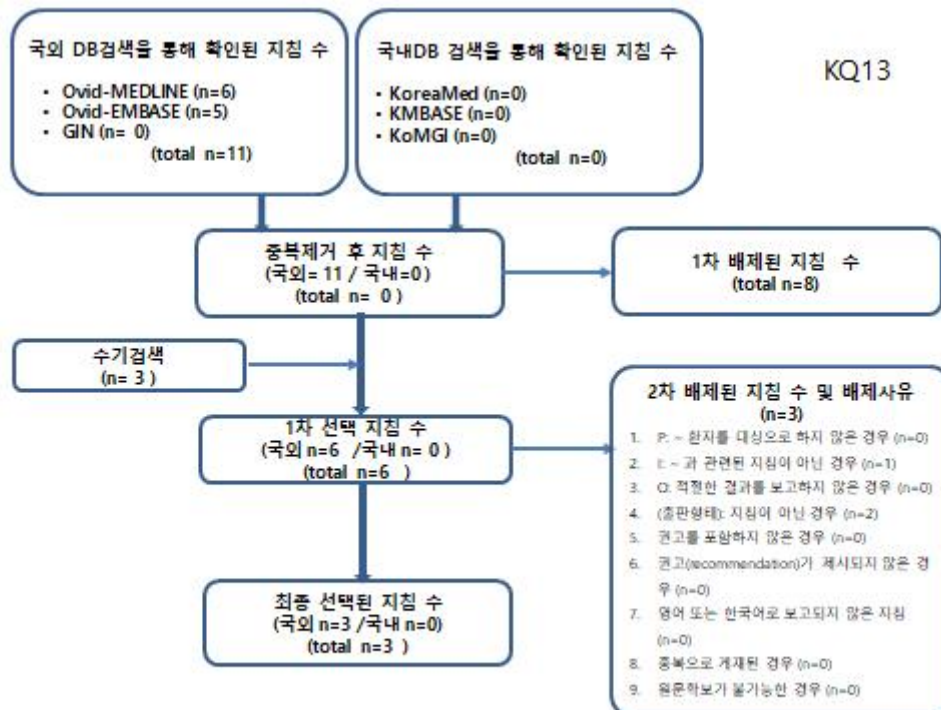 국외 DB검색을 통해 확인된 지침 수
• Ovid-MEDLINE (n=6)
• Ovid-EMBASE (n=5)
• GIN (n= 0)
(total n=11)
국내DB 검색을 통해 확인된 지침 수
• KoreaMed (n=0)
• KMBASE (n=0)
• KoMGI (n=0)
(total n=0)
KQ13
중복제거 후 지침 수
(국외= 11 / 국내=0)
(total n= 0 )
1차 배제된 지침 수
(total n=8)
수기검색
(n= 3 )
1차 선택 지침 수
(국외 n=6 /국내 n= 0 )
(total n=6 )
2차 배제된 지침 수 및 배제사유
(n=3)
1. P: ~ 환자를 대상으로 하지 않은 경우 (n=0)
2. I: ~ 과 관련된 지침이 아닌 경우 (n=1)
3. O: 적절한 결과를 보고하지 않은 경우 (n=0)
4. (출판형태): 지침이 아닌 경우 (n=2)
5. 권고를 포함하지 않은 경우 (n=0)
6. 권고(recommendation)가 제시되지 않은 경
우 (n=0)
7. 영어 또는 한국어로 보고되지 않은 지침
(n=0)
8. 중복으로 게재된 경우 (n=0)
9. 원문확보가 불가능한 경우 (n=0)
최종 선택된 지침 수
(국외 n=3 /국내 n=0)
(total n=3 )